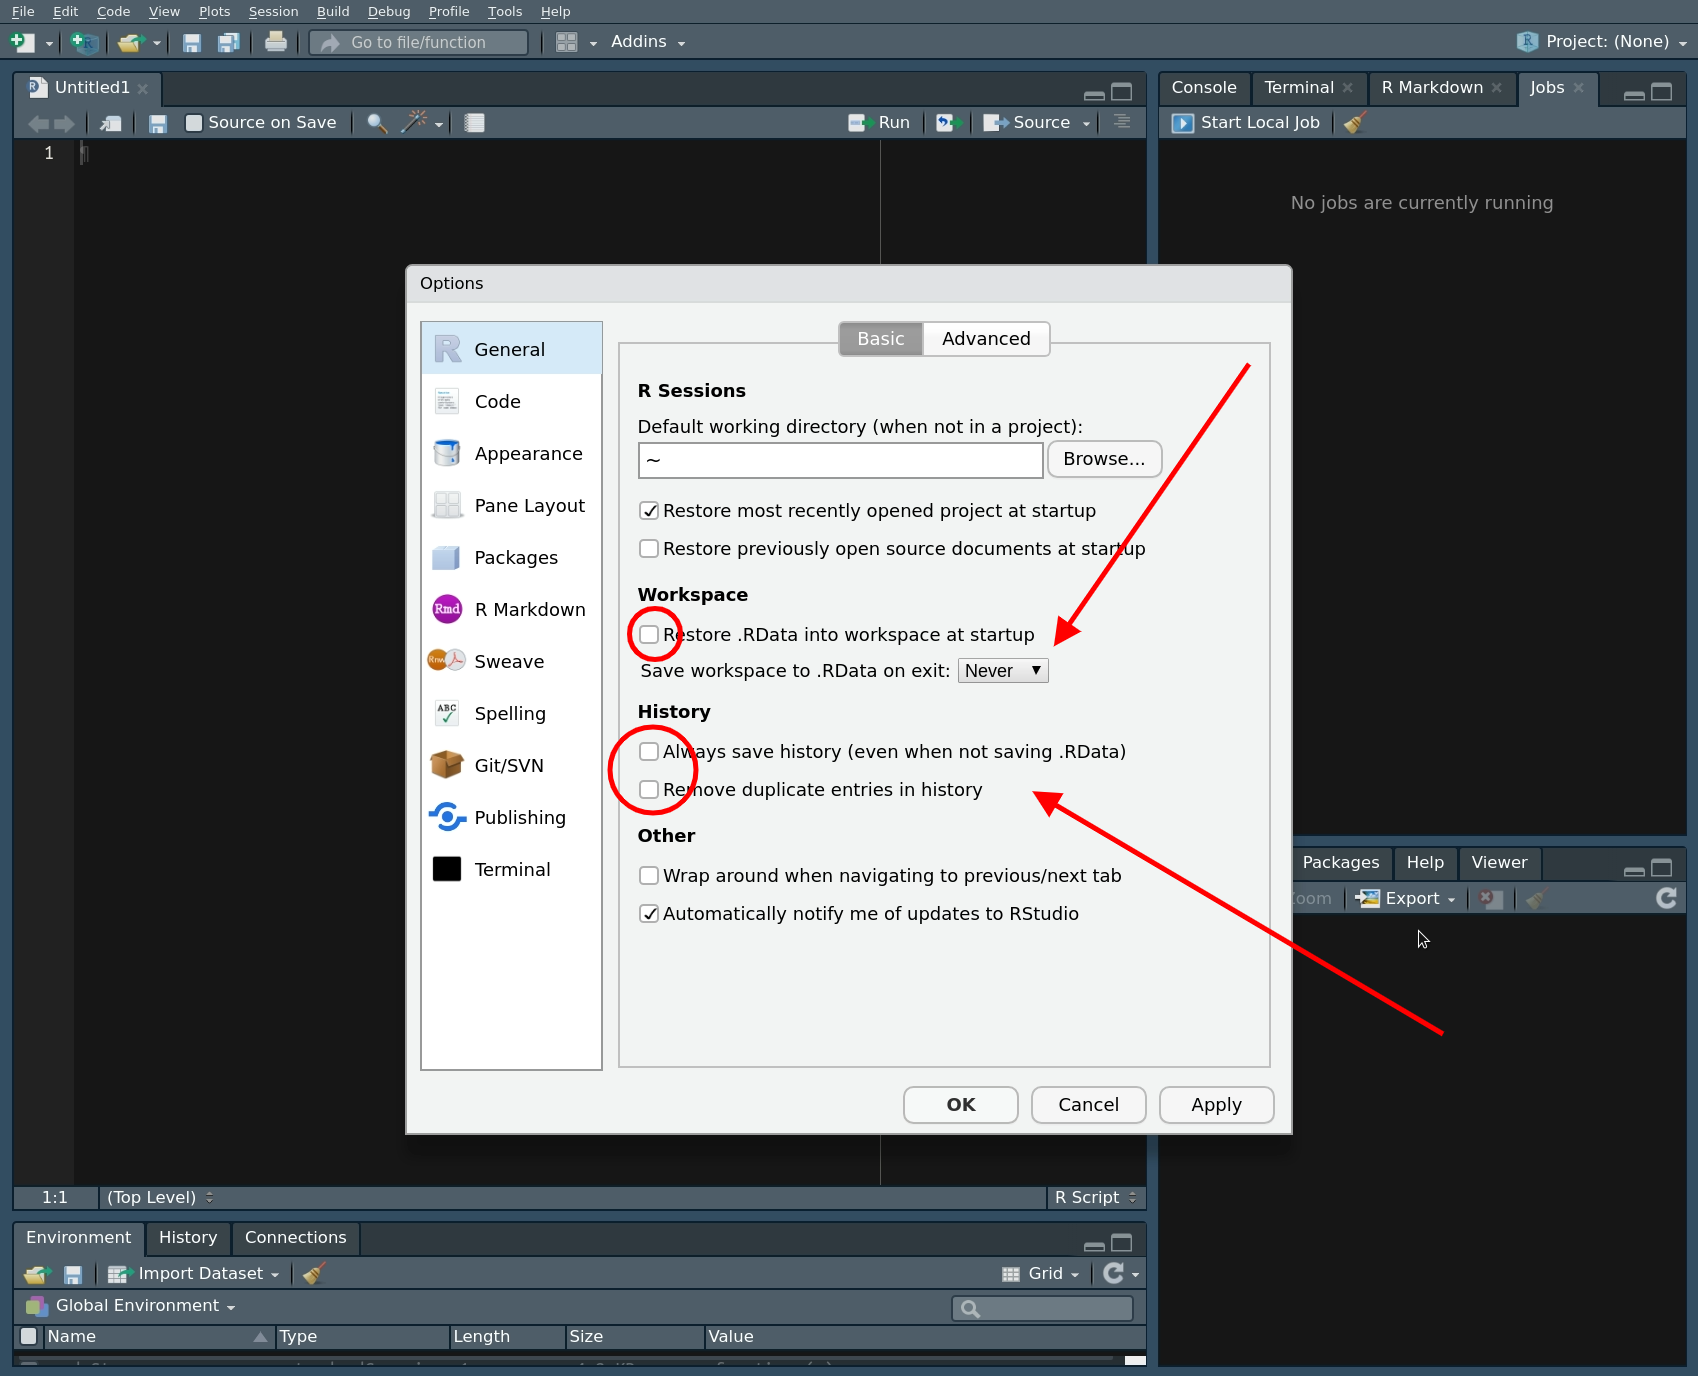 File Edit Code View Plots Session Build Debug Profile Tools Help
Go to file/function Addins Project: (None)
Untitled1
Source on Save Run Source
1
Console Terminal R Markdown Jobs
Start Local Job
No jobs are currently running
Options
General
Code
Appearance
Pane Layout
Packages
Rmd R Markdown
Rnw Sweave
ABC Spelling
Git/SVN
Publishing
Terminal
Basic Advanced
R Sessions
Default working directory (when not in a project):
~ Browse...
Restore most recently opened project at startup
Restore previously open source documents at startup
Workspace
Restore .RData into workspace at startup
Save workspace to .RData on exit: Never
History
Always save history (even when not saving .RData)
Remove duplicate entries in history
Other
Wrap around when navigating to previous/next tab
Automatically notify me of updates to RStudio
OK Cancel Apply
Packages Help Viewer
Export
1:1 (Top Level) R Script
Environment History Connections
Import Dataset Grid
Global Environment
Name Type Length Size Value